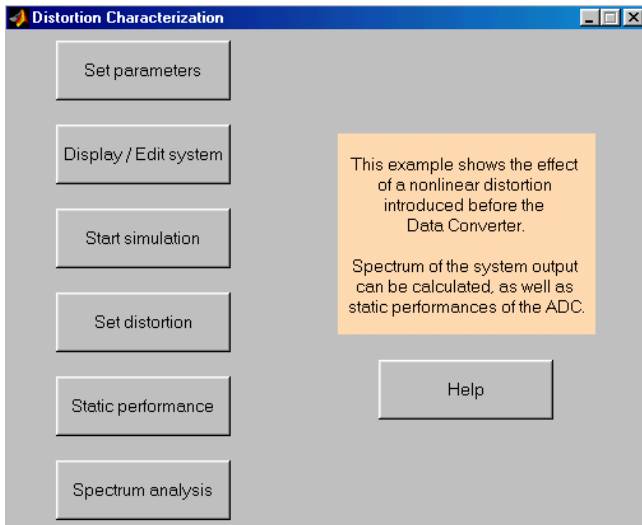 Distortion Characterization
Set parameters
Display / Edit system
Start simulation
Set distortion
Static performance
Spectrum analysis
This example shows the effect
of a nonlinear distortion
introduced before the
Data Converter.
Spectrum of the system output
can be calculated, as well as
static performances of the ADC.
Help